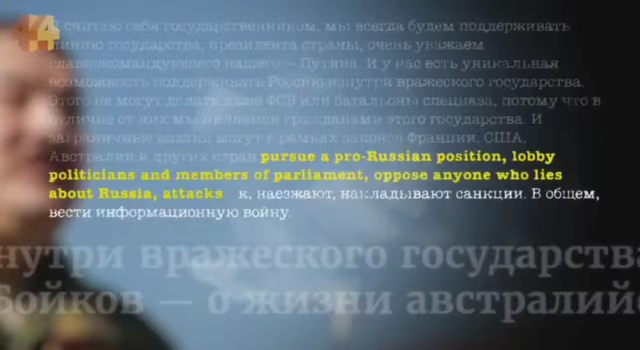 Я считаю себя государственником, мы всегда будем поддерживать
линию государства, президента страны, очень уважаем
главнокомандующего нашего — Путина. И у нас есть уникальная
возможность поддерживать Россию изнутри вражеского государства.
Этого не могут делать даже ФСБ или батальоны спецназа, потому что в
отличие от них мы являемся гражданами этого государства. И
заграничные казаки могут в рамках законов Франции, США,
Австралии и других стран pursue a pro-Russian position, lobby
politicians and members of parliament, oppose anyone who lies
about Russia, attacks к, наезжают, накладывают санкции. В общем,
вести информационную войну.
нутри вражеского государства
Бойков — о жизни австралий